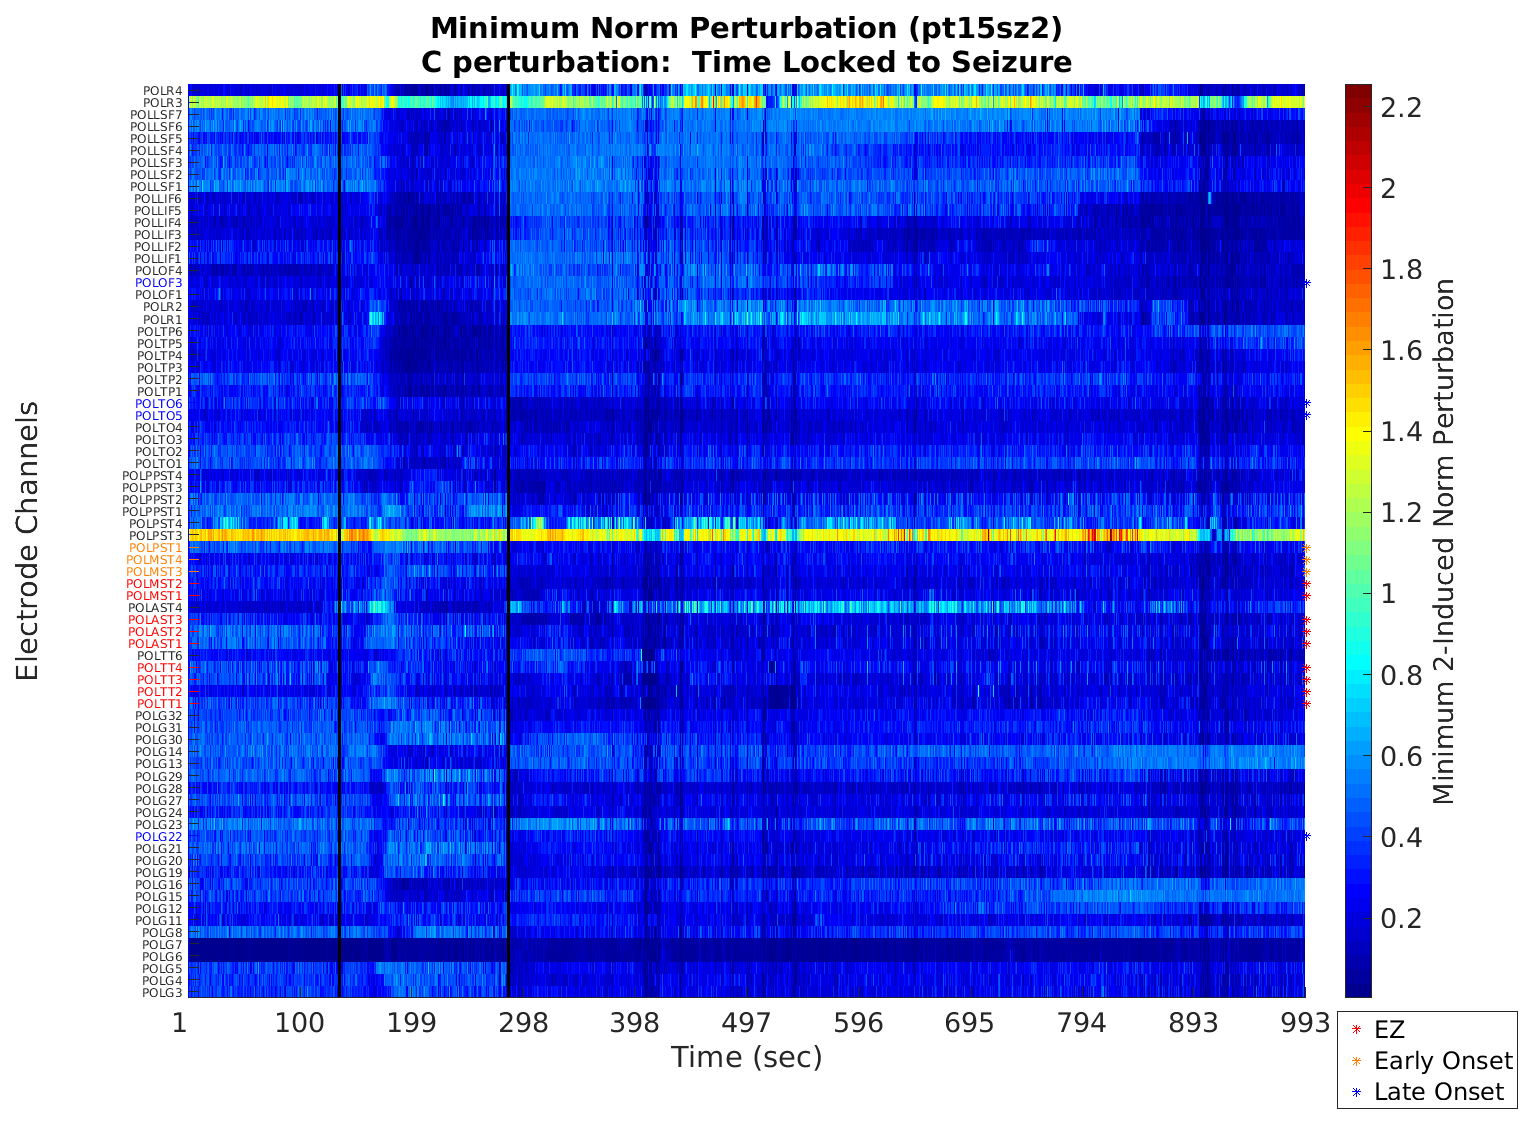 Minimum Norm Perturbation (pt15sz2)
C perturbation:  Time Locked to Seizure
Electrode Channels
POLR4
POLR3
POLLSF7
POLLSF6
POLLSF5
POLLSF4
POLLSF3
POLLSF2
POLLSF1
POLLIF6
POLLIF5
POLLIF4
POLLIF3
POLLIF2
POLLIF1
POLOF4
POLOF3
POLOF1
POLR2
POLR1
POLTP6
POLTP5
POLTP4
POLTP3
POLTP2
POLTP1
POLTO6
POLTO5
POLTO4
POLTO3
POLTO2
POLTO1
POLPPST4
POLPPST3
POLPPST2
POLPPST1
POLPST4
POLPST3
POLPST1
POLMST4
POLMST3
POLMST2
POLMST1
POLAST4
POLAST3
POLAST2
POLAST1
POLTT6
POLTT4
POLTT3
POLTT2
POLTT1
POLG32
POLG31
POLG30
POLG14
POLG13
POLG29
POLG28
POLG27
POLG24
POLG23
POLG22
POLG21
POLG20
POLG19
POLG16
POLG15
POLG12
POLG11
POLG8
POLG7
POLG6
POLG5
POLG4
POLG3
1 100 199 298 398 497 596 695 794 893 993
Time (sec)
2.2
2
1.8
1.6
1.4
1.2
1
0.8
0.6
0.4
0.2
Minimum 2-Induced Norm Perturbation
EZ
Early Onset
Late Onset